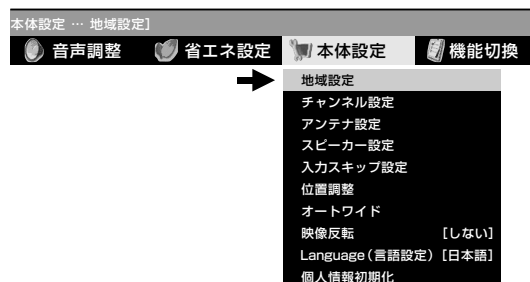 本体設定 … 地域設定]
音声調整 省エネ設定 本体設定 機能切換
地域設定
チャンネル設定
アンテナ設定
スピーカー設定
入力スキップ設定
位置調整
オートワイド
映像反転 [しない]
Language(言語設定) [日本語]
個人情報初期化